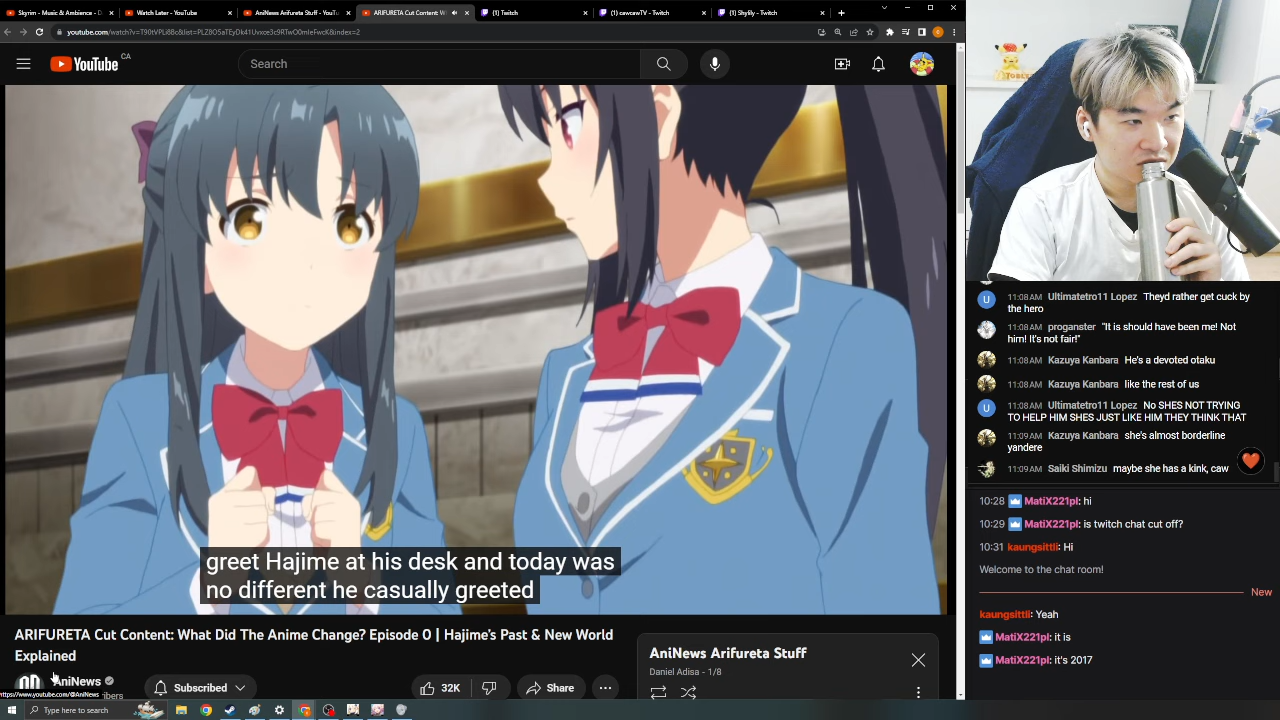 Slgrim - Music & Ambience - D
Watch Later - YouTube
AniNews Arifureta Stuff - YouTu
ARIFURETA Cut Content: W
(1) Twitch
(1) cawcawTV - Twitch
(1) Shylily - Twitch
YouTube CA
Search
greet Hajime at his desk and today was
no different he casually greeted
ARIFURETA Cut Content: What Did The Anime Change? Episode 0 | Hajime's Past & New World
Explained
AniNews
https://www.youtube.com/@AniNews
Subscribed
32K
Share
AniNews Arifureta Stuff
Daniel Adisa - 1/8
11:08 AM Ultimatetro11 Lopez Theyd rather get cuck by
the hero
11:08 AM proganster "It is should have been me! Not
him! It's not fair!"
11:08 AM Kazuya Kanbara He's a devoted otaku
11:08 AM Kazuya Kanbara like the rest of us
11:08 AM Ultimatetro11 Lopez No SHES NOT TRYING
TO HELP HIM SHES JUST LIKE HIM THEY THINK THAT
11:09 AM Kazuya Kanbara she's almost borderline
yandere
11:09 AM Saiki Shimizu maybe she has a kink, caw
10:28 MatiX221pl: hi
10:29 MatiX221pl: is twitch chat cut off?
10:31 kaungsittli: Hi
Welcome to the chat room!
New
kaungsittli: Yeah
MatiX221pl: it is
MatiX221pl: it's 2017
Type here to search